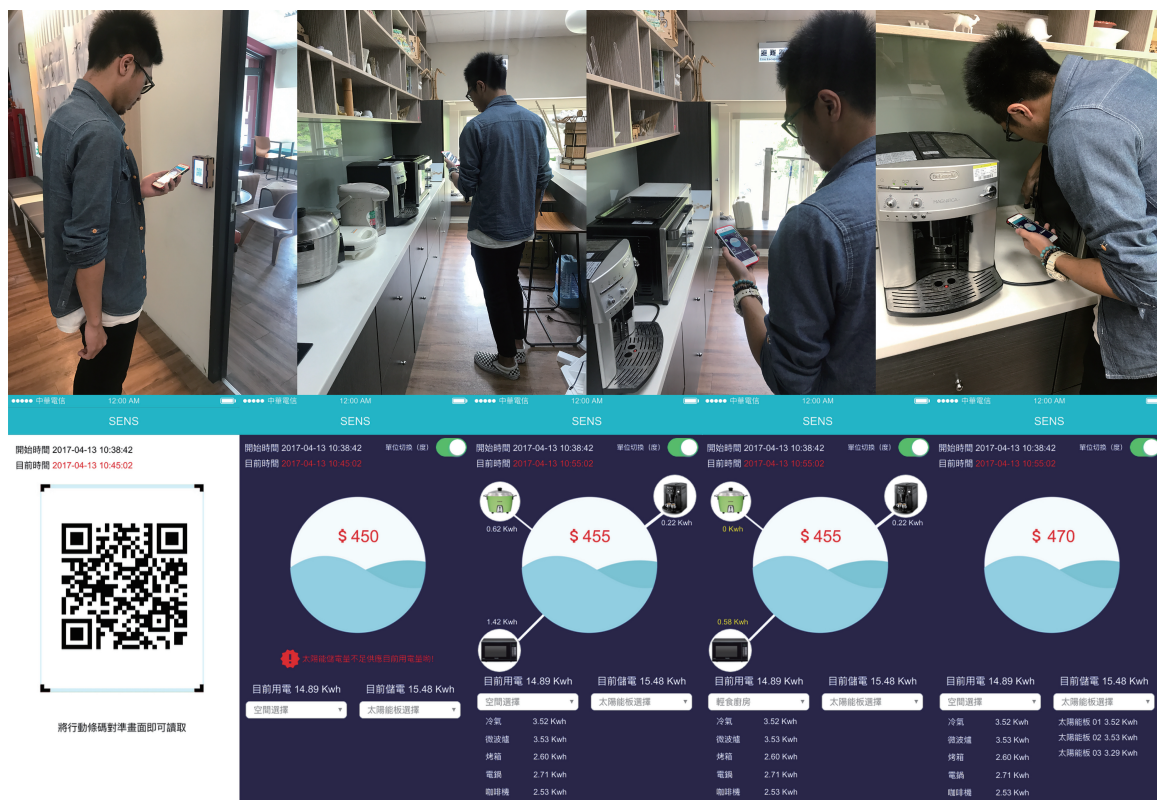 避難
DeLonghi
中華電信 12:00 AM
SENS
開始時間 2017-04-13 10:38:42
目前時間 2017-04-13 10:45:02
將行動條碼對準畫面即可讀取
中華電信 12:00 AM
SENS
開始時間 2017-04-13 10:38:42 單位切換（度）
目前時間 2017-04-13 10:45:02
$ 450
太陽能儲電量不足供應目前用電量喲!
目前用電 14.89 Kwh 目前儲電 15.48 Kwh
空間選擇 太陽能板選擇
中華電信 12:00 AM
SENS
開始時間 2017-04-13 10:38:42 單位切換（度）
目前時間 2017-04-13 10:55:02
0.62 Kwh
$ 455
0.22 Kwh
1.42 Kwh
目前用電 14.89 Kwh 目前儲電 15.48 Kwh
空間選擇 太陽能板選擇
冷氣 3.52 Kwh
微波爐 3.53 Kwh
烤箱 2.60 Kwh
電鍋 2.71 Kwh
咖啡機 2.53 Kwh
中華電信 12:00 AM
SENS
開始時間 2017-04-13 10:38:42 單位切換（度）
目前時間 2017-04-13 10:55:02
0 Kwh
$ 455
0.22 Kwh
0.58 Kwh
目前用電 14.89 Kwh 目前儲電 15.48 Kwh
輕食廚房 太陽能板選擇
冷氣 3.52 Kwh
微波爐 3.53 Kwh
烤箱 2.60 Kwh
電鍋 2.71 Kwh
咖啡機 2.53 Kwh
中華電信 12:00 AM
SENS
開始時間 2017-04-13 10:38:42 單位切換（度）
目前時間 2017-04-13 10:55:02
$ 470
目前用電 14.89 Kwh 目前儲電 15.48 Kwh
空間選擇 太陽能板選擇
冷氣 3.52 Kwh 太陽能板 01 3.52 Kwh
微波爐 3.53 Kwh 太陽能板 02 3.53 Kwh
烤箱 2.60 Kwh 太陽能板 03 3.29 Kwh
電鍋 2.71 Kwh
咖啡機 2.53 Kwh